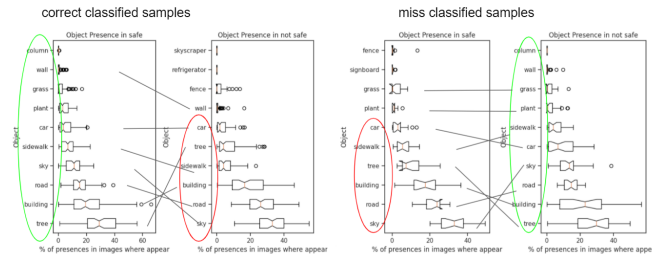 correct classified samples
miss classified samples
Object Presence in safe
column
wall
grass
plant
car
sidewalk
sky
road
building
tree
Object
0 20 40 60
% of presences in images where appear
Object Presence in not safe
skyscraper
refrigerator
fence
wall
car
tree
sidewalk
building
road
sky
Object
0 20 40
% of presences in images where appear
Object Presence in safe
fence
signboard
grass
plant
car
sidewalk
tree
building
road
sky
Object
0 20 40
% of presences in images where appear
Object Presence in not safe
column
wall
grass
plant
sidewalk
car
sky
road
building
tree
Object
0 20 40
% of presences in images where appear